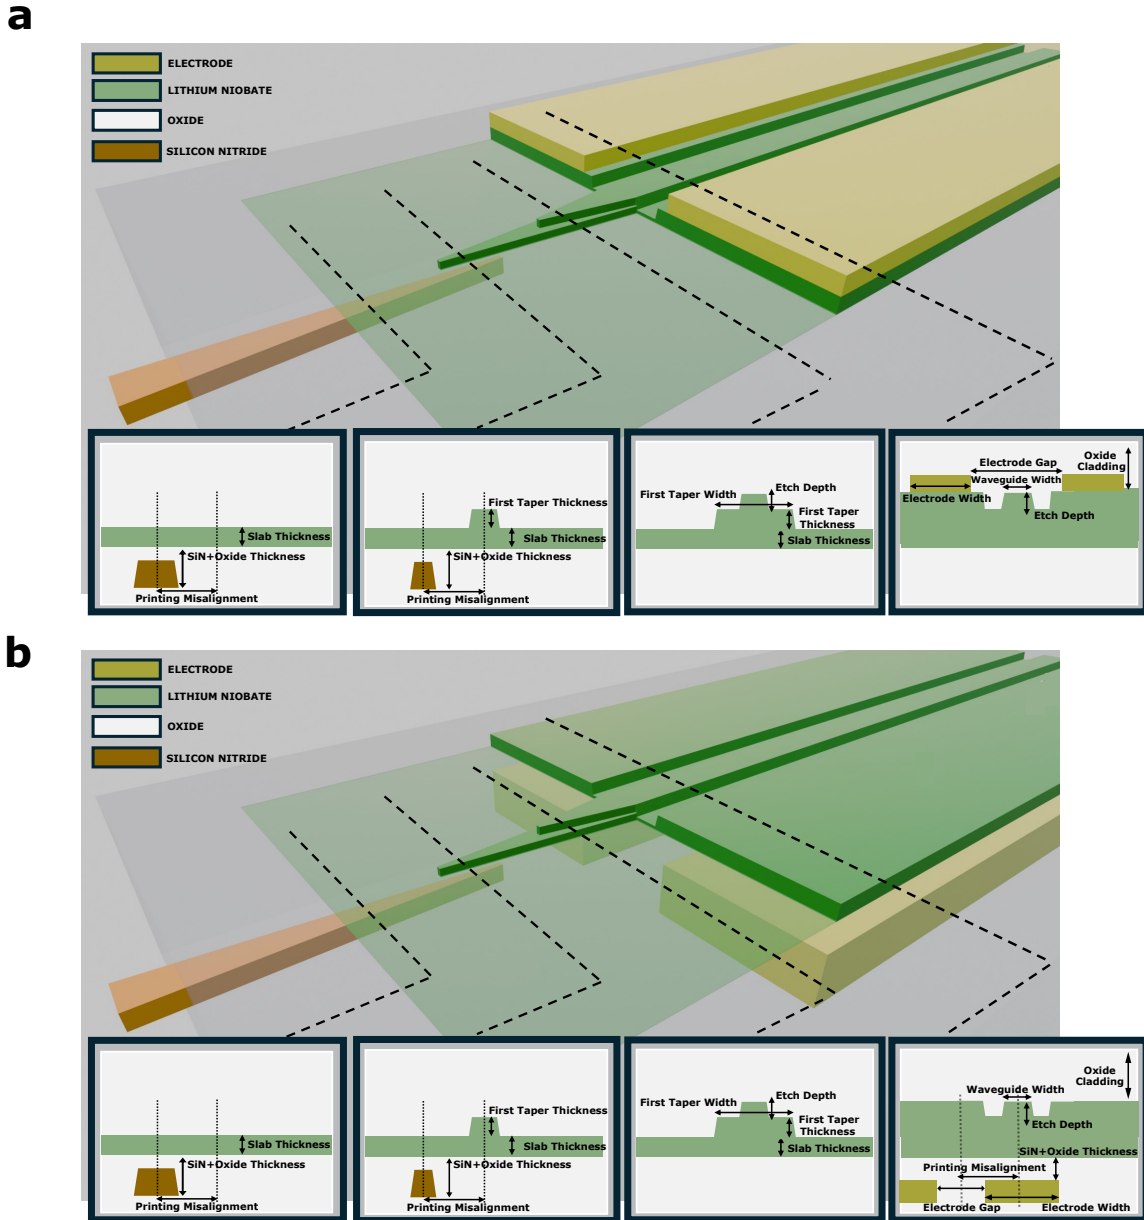 a
ELECTRODE
LITHIUM NIOBATE
OXIDE
SILICON NITRIDE
Slab Thickness
SiN+Oxide Thickness
Printing Misalignment
First Taper Thickness
Slab Thickness
SiN+Oxide Thickness
Printing Misalignment
Etch Depth
First Taper Width
First Taper
Thickness
Slab Thickness
Oxide
Cladding
Electrode Gap
Waveguide Width
Electrode Width
Etch Depth
b
ELECTRODE
LITHIUM NIOBATE
OXIDE
SILICON NITRIDE
Slab Thickness
SiN+Oxide Thickness
Printing Misalignment
First Taper Thickness
Slab Thickness
SiN+Oxide Thickness
Printing Misalignment
Etch Depth
First Taper Width
First Taper
Thickness
Slab Thickness
Oxide
Cladding
Waveguide Width
Etch Depth
SiN+Oxide Thickness
Printing Misalignment
Electrode Gap
Electrode Width